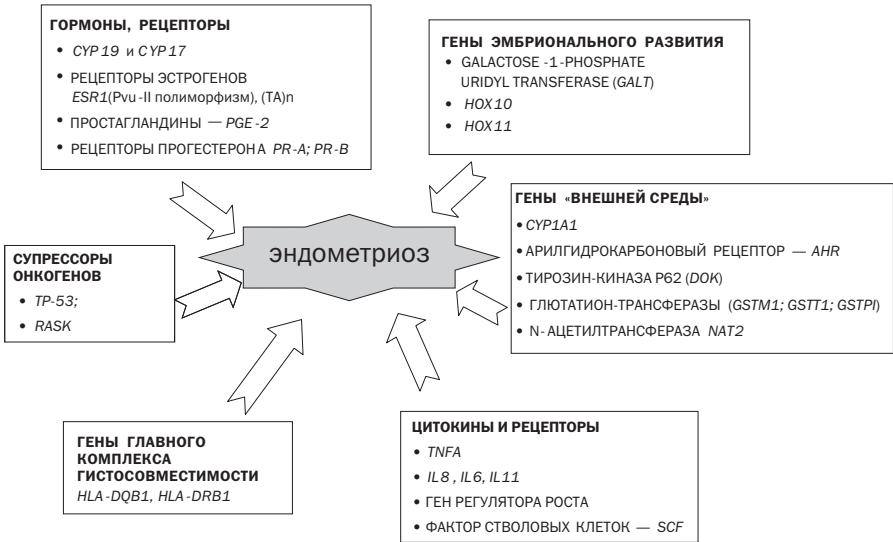 ГОРМОНЫ, РЕЦЕПТОРЫ
• CYP19 и CYP17
• РЕЦЕПТОРЫ ЭСТРОГЕНОВ
ESR1(Pvu-II полиморфизм), (TA)n
• ПРОСТАГЛАНДИНЫ — PGE-2
• РЕЦЕПТОРЫ ПРОГЕСТЕРОНА PR-A; PR-B
ГЕНЫ ЭМБРИОНАЛЬНОГО РАЗВИТИЯ
• GALACTOSE-1-PHOSPHATE
URIDYL TRANSFERASE (GALT)
• HOX10
• HOX11
ГЕНЫ «ВНЕШНЕЙ СРЕДЫ»
• CYP1A1
• АРИЛГИДРОКАРБОНОВЫЙ РЕЦЕПТОР — AHR
• ТИРОЗИН-КИНАЗА P62 (DOK)
• ГЛЮТАТИОН-ТРАНСФЕРАЗЫ (GSTM1; GSTT1; GSTPI)
• N-АЦЕТИЛТРАНСФЕРАЗА NAT2
эндометриоз
СУПРЕССОРЫ
ОНКОГЕНОВ
• TP-53;
• RASK
ГЕНЫ ГЛАВНОГО
КОМПЛЕКСА
ГИСТОСОВМЕСТИМОСТИ
HLA-DQB1, HLA-DRB1
ЦИТОКИНЫ И РЕЦЕПТОРЫ
• TNFA
• IL8, IL6, IL11
• ГЕН РЕГУЛЯТОРА РОСТА
• ФАКТОР СТВОЛОВЫХ КЛЕТОК — SCF